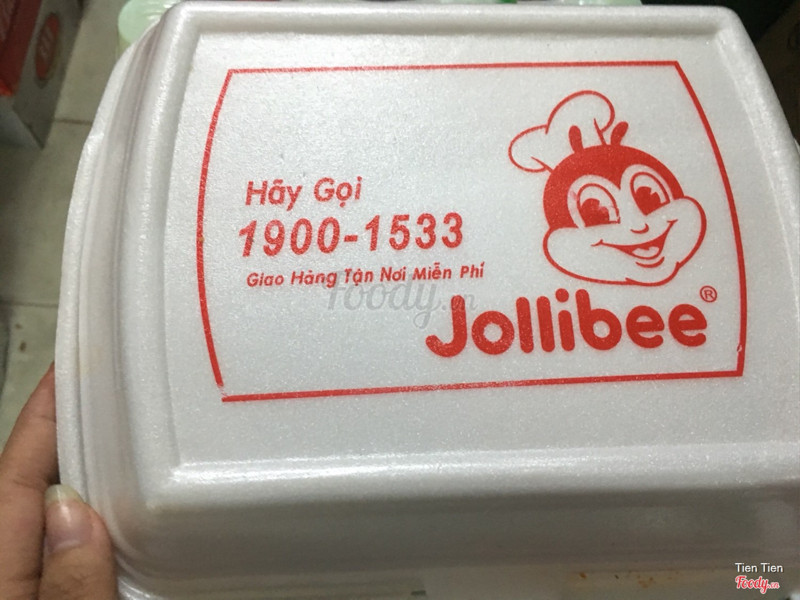 Hãy Gọi
1900-1533
Giao Hàng Tận Nơi Miễn Phí
Foody.vn
Jollibee®
Tien Tien
Foody.vn